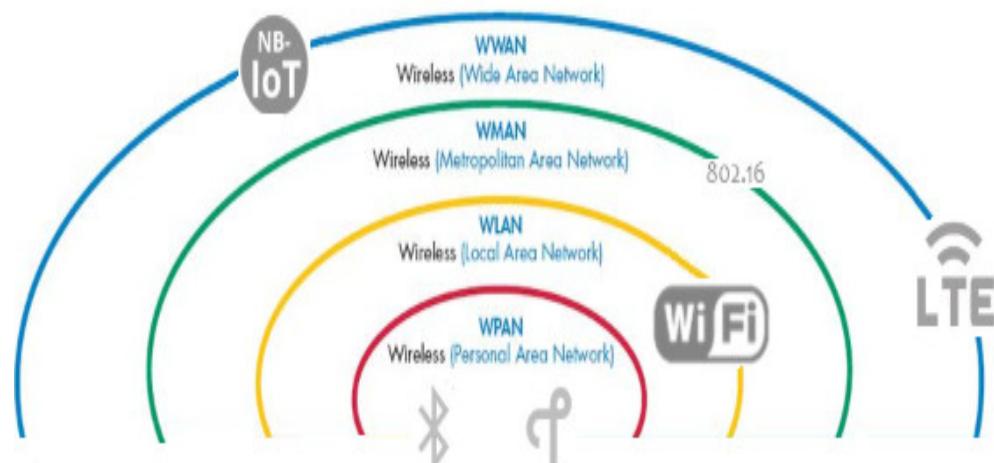 NB-
IoT
WWAN
Wireless (Wide Area Network)
WMAN
Wireless (Metropolitan Area Network)
802.16
WLAN
Wireless (Local Area Network)
LTE
Wi Fi
WPAN
Wireless (Personal Area Network)